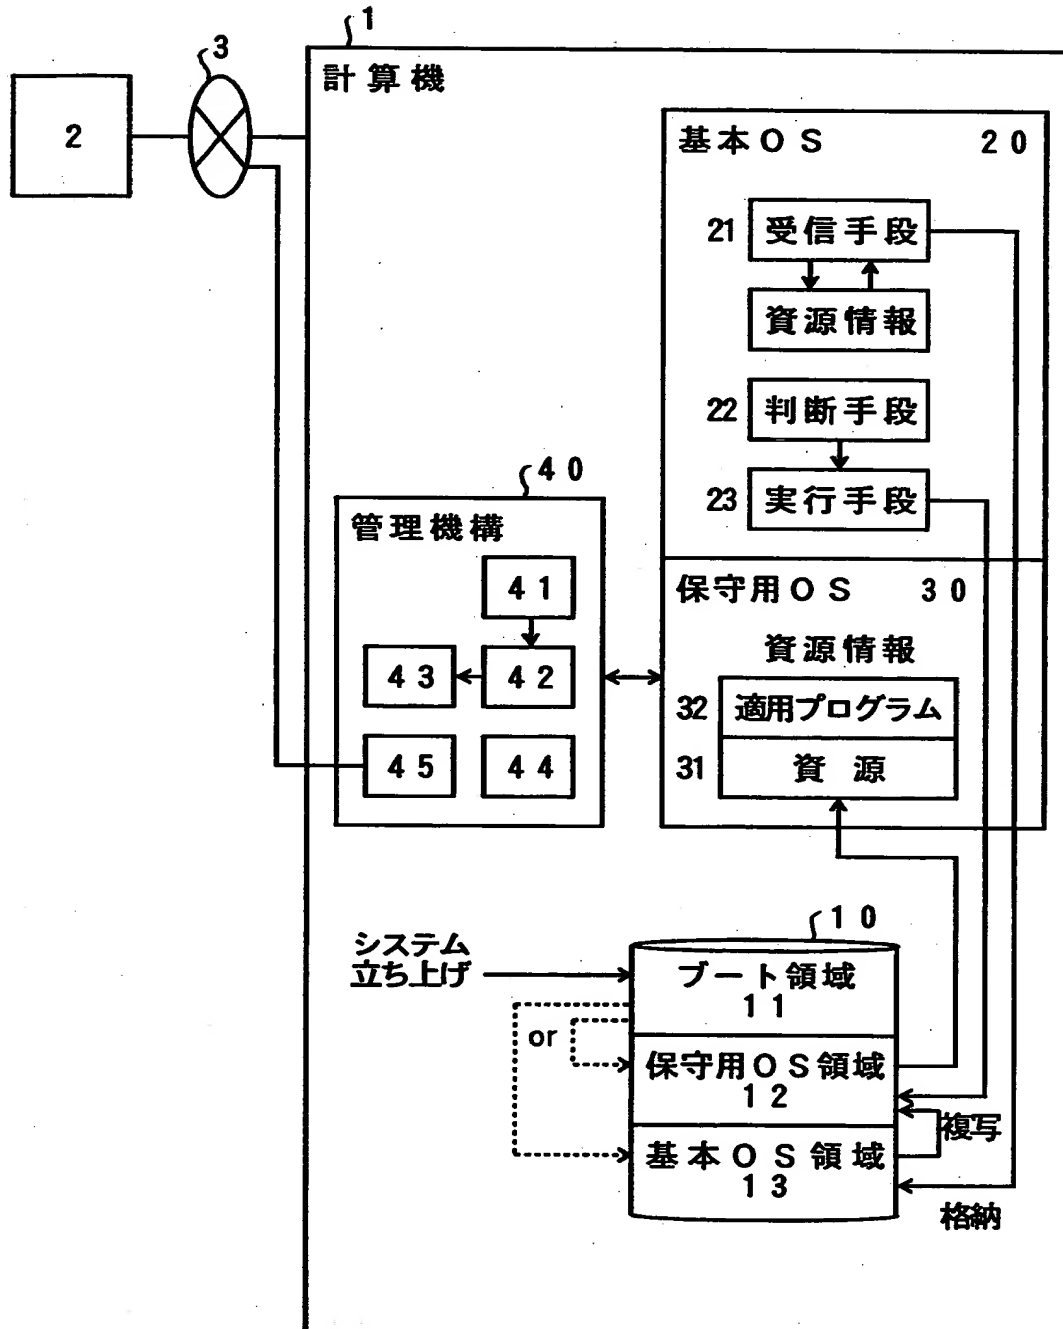 1
3
計算機
2
基本OS 20
21 受信手段
資源情報
22 判断手段
23 実行手段
40
管理機構
41
43 42
45 44
保守用OS 30
資源情報
32 適用プログラム
31 資源
10
システム
立ち上げ
ブート領域
11
or
保守用OS領域
12
複写
基本OS領域
13
格納